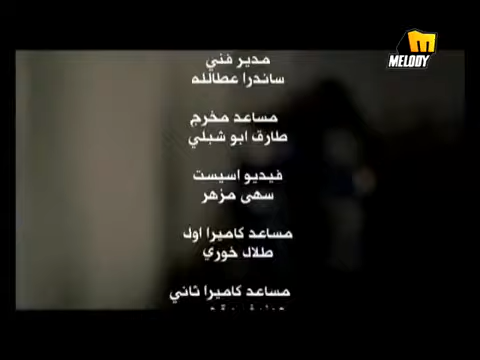 MELODY
مدير فني
ساندرا عطالله
مساعد مخرج
طارق ابو شبلي
فيديو اسيست
سهى مزهر
مساعد كاميرا اول
طلال خوري
مساعد كاميرا ثاني